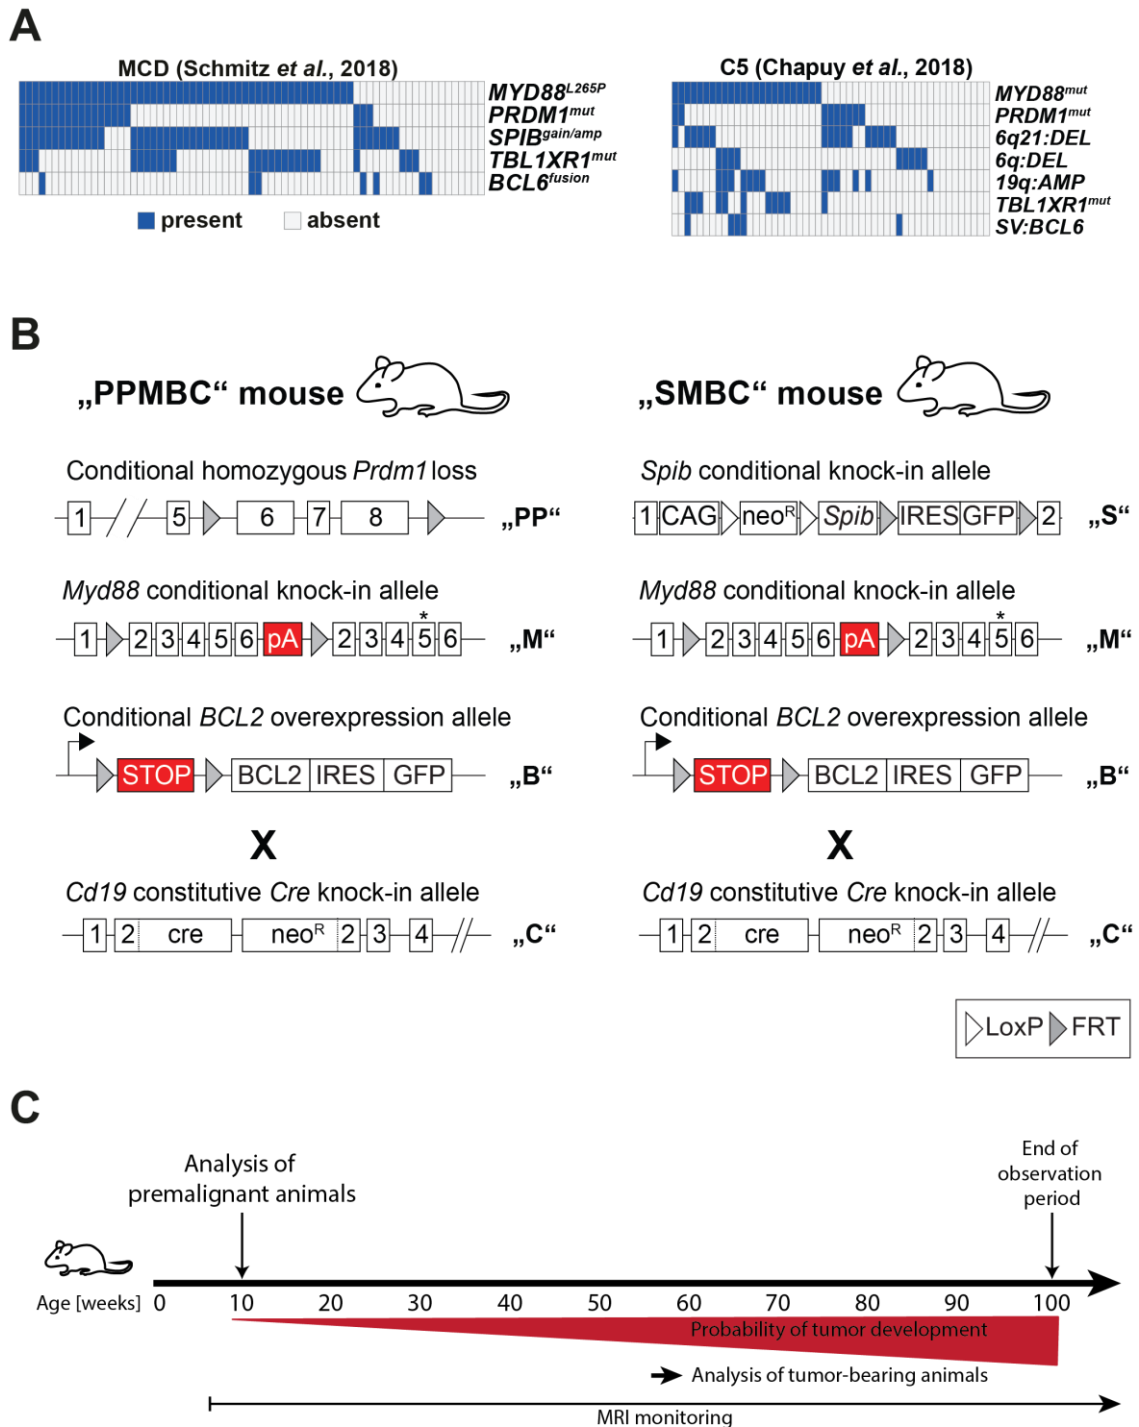 A
MCD (Schmitz et al., 2018)
MYD88L265P
PRDM1mut
SPIBgain/amp
TBL1XR1mut
BCL6fusion
present absent
C5 (Chapuy et al., 2018)
MYD88mut
PRDM1mut
6q21:DEL
6q:DEL
19q:AMP
TBL1XR1mut
SV:BCL6
B
„PPMBC“ mouse
Conditional homozygous Prdm1 loss
1 5 6 7 8 „PP“
Myd88 conditional knock-in allele
*
1 2 3 4 5 6 pA 2 3 4 5 6 „M“
Conditional BCL2 overexpression allele
STOP BCL2 IRES GFP „B“
X
Cd19 constitutive Cre knock-in allele
1 2 cre neoR 2 3 4 „C“
„SMBC“ mouse
Spib conditional knock-in allele
1 CAG neoR Spib IRES GFP 2 „S“
Myd88 conditional knock-in allele
*
1 2 3 4 5 6 pA 2 3 4 5 6 „M“
Conditional BCL2 overexpression allele
STOP BCL2 IRES GFP „B“
X
Cd19 constitutive Cre knock-in allele
1 2 cre neoR 2 3 4 „C“
LoxP FRT
C
Analysis of
premalignant animals
End of
observation
period
Age [weeks] 0 10 20 30 40 50 60 70 80 90 100
Probability of tumor development
Analysis of tumor-bearing animals
MRI monitoring